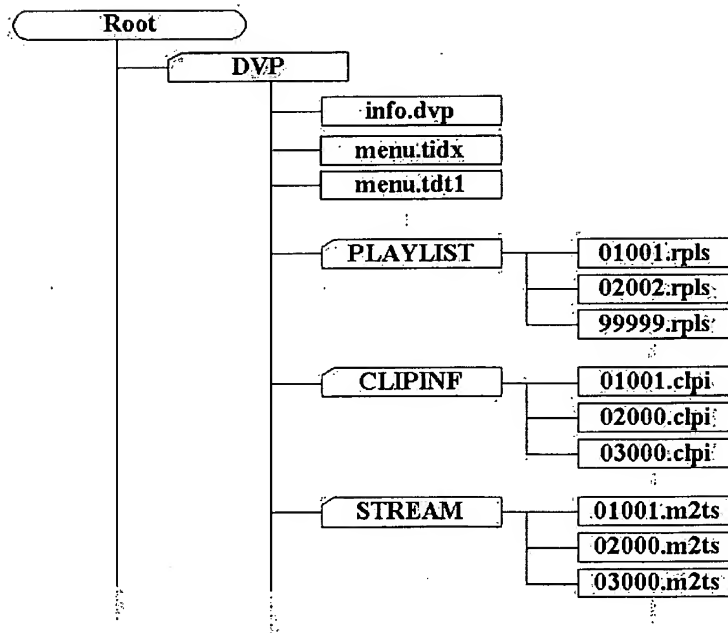 Root
DVP
info.dvp
menu.tidx
menu.tdt1
PLAYLIST
01001.rpls
02002.rpls
99999.rpls
CLIPINF
01001.clpi
02000.clpi
03000.clpi
STREAM
01001.m2ts
02000.m2ts
03000.m2ts